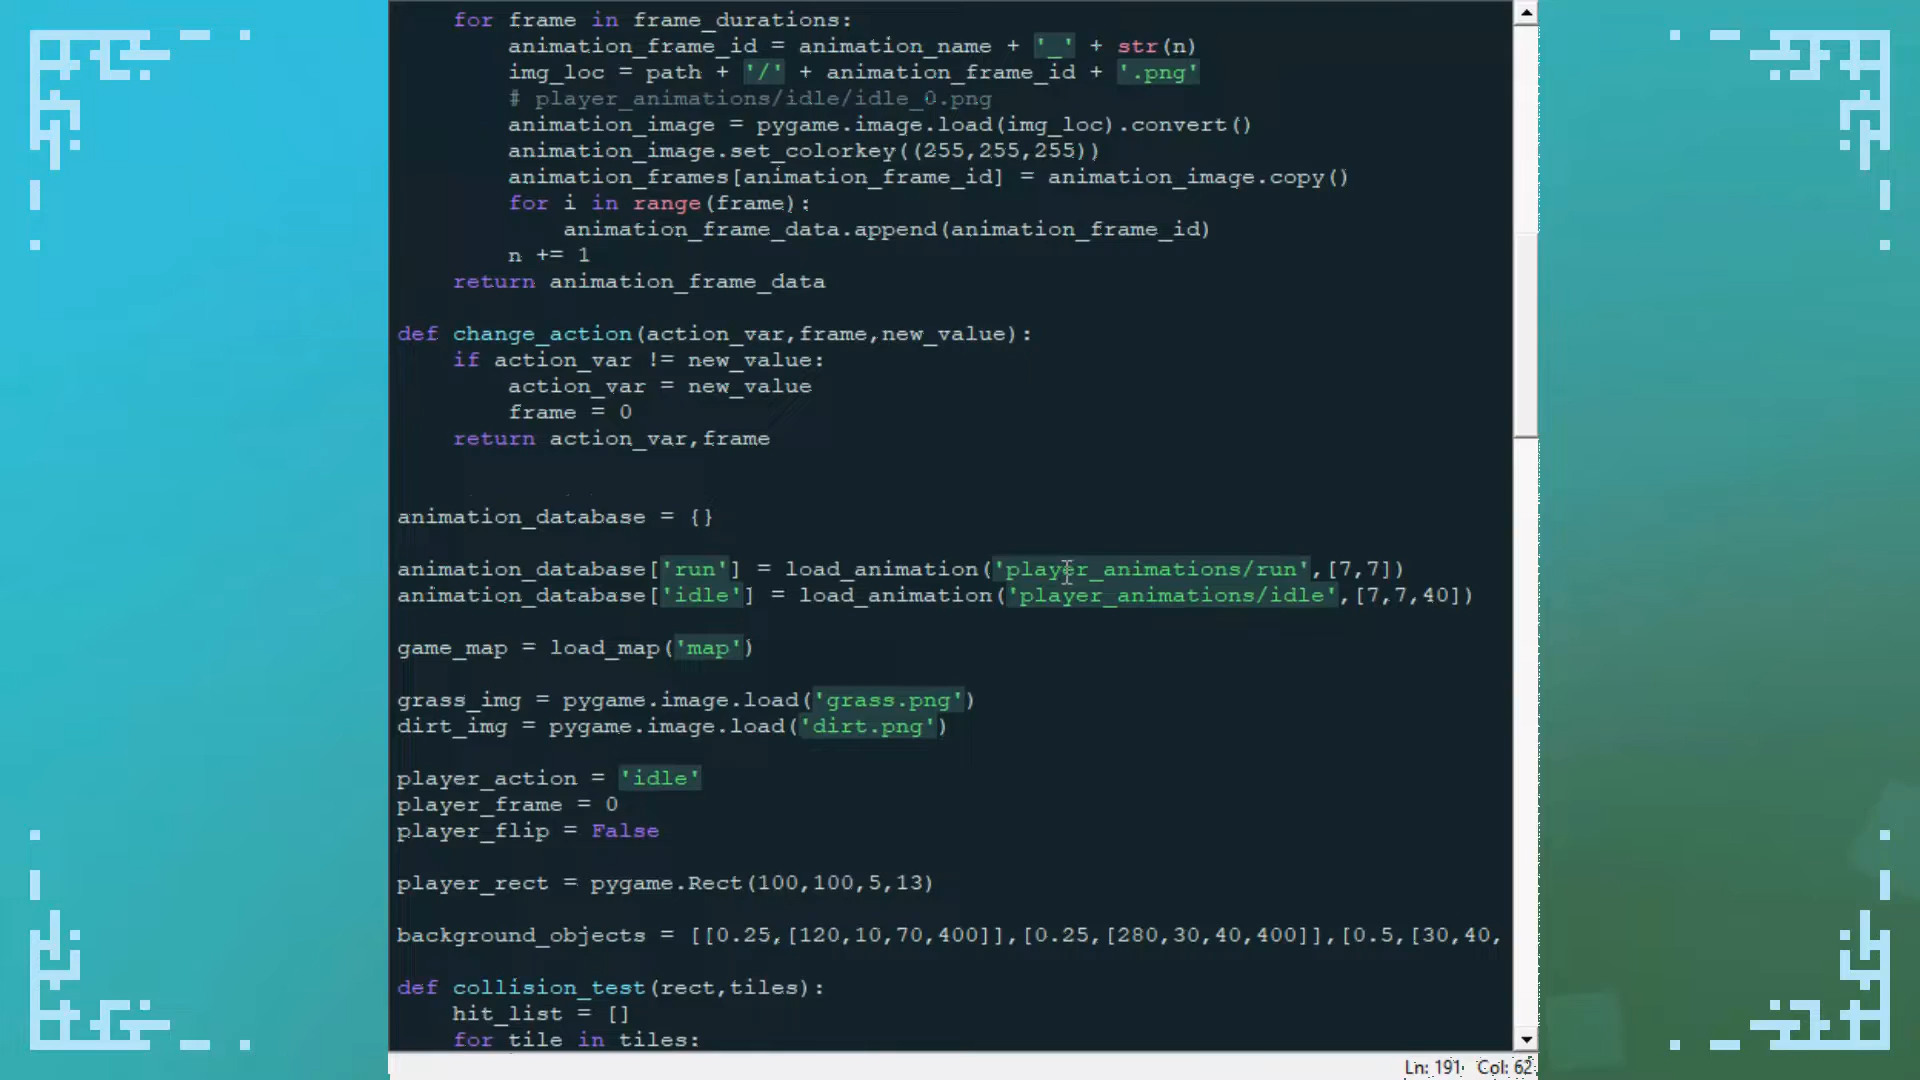 for frame in frame_durations:
animation_frame_id = animation_name + '_' + str(n)
img_loc = path + '/' + animation_frame_id + '.png'
# player_animations/idle/idle_0.png
animation_image = pygame.image.load(img_loc).convert()
animation_image.set_colorkey((255,255,255))
animation_frames[animation_frame_id] = animation_image.copy()
for i in range(frame):
animation_frame_data.append(animation_frame_id)
n += 1
return animation_frame_data
def change_action(action_var,frame,new_value):
if action_var != new_value:
action_var = new_value
frame = 0
return action_var,frame
animation_database = {}
animation_database['run'] = load_animation('player_animations/run',[7,7])
animation_database['idle'] = load_animation('player_animations/idle',[7,7,40])
game_map = load_map('map')
grass_img = pygame.image.load('grass.png')
dirt_img = pygame.image.load('dirt.png')
player_action = 'idle'
player_frame = 0
player_flip = False
player_rect = pygame.Rect(100,100,5,13)
background_objects = [[0.25,[120,10,70,400]],[0.25,[280,30,40,400]],[0.5,[30,40,
def collision_test(rect,tiles):
hit_list = []
for tile in tiles:
Ln: 191 Col: 62